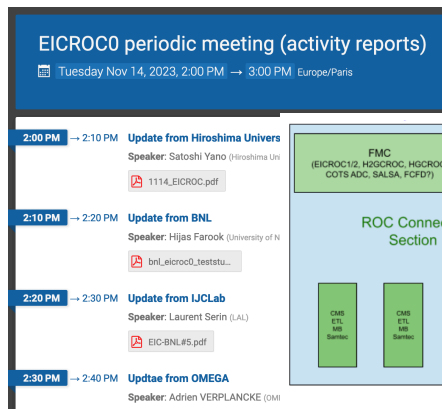 EICROC0 periodic meeting (activity reports)
Tuesday Nov 14, 2023, 2:00 PM → 3:00 PM Europe/Paris
2:00 PM → 2:10 PM Update from Hiroshima Univers
Speaker: Satoshi Yano (Hiroshima Uni
1114_EICROC.pdf
2:10 PM → 2:20 PM Update from BNL
Speaker: Hijas Farook (University of N
bnl_eicroc0_teststu...
2:20 PM → 2:30 PM Update from IJCLab
Speaker: Laurent Serin (LAL)
EIC-BNL#5.pdf
2:30 PM → 2:40 PM Updtae from OMEGA
Speaker: Adrien VERPLANCKE (OME
FMC
(EICROC1/2, H2GCROC, HGCROC
COTS ADC, SALSA, FCFD?)
ROC Connec
Section
CMS
ETL
MB
Samtec
CMS
ETL
MB
Samtec